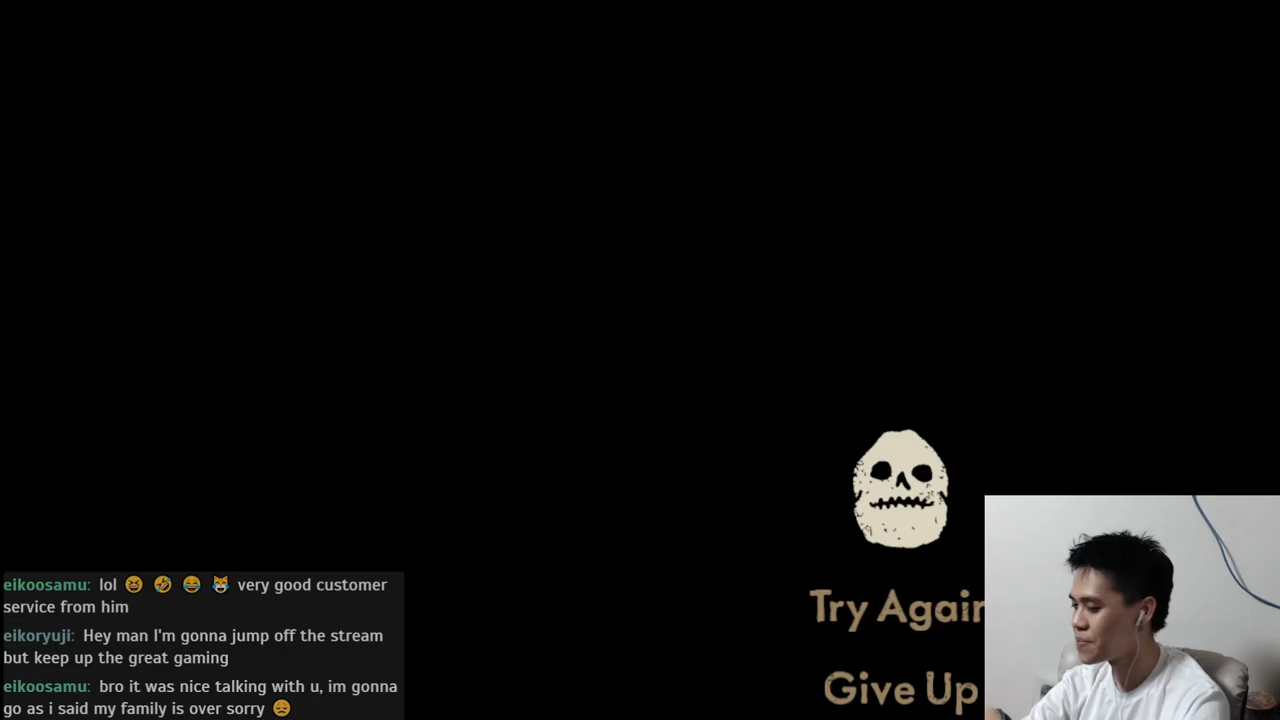 Try Again
Give Up
eikoosamu: lol 😆 🤣 😂 😹 very good customer
service from him
eikoryuji: Hey man I'm gonna jump off the stream
but keep up the great gaming
eikoosamu: bro it was nice talking with u, im gonna
go as i said my family is over sorry 😞